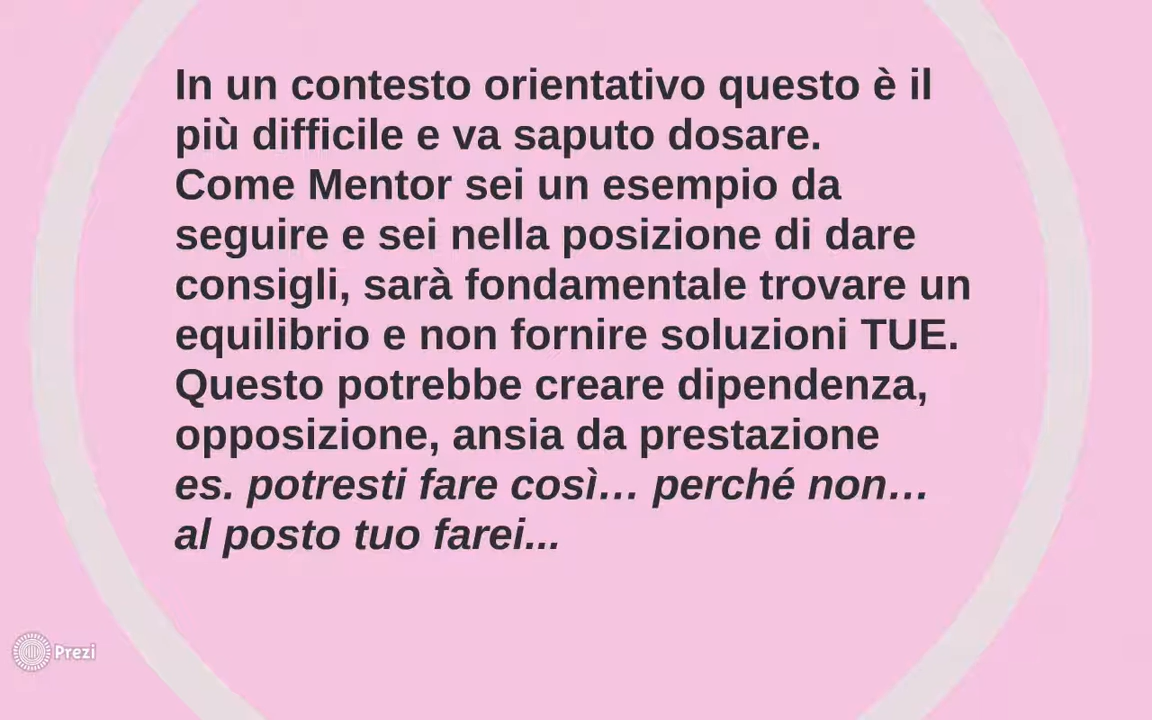 In un contesto orientativo questo è il
più difficile e va saputo dosare.
Come Mentor sei un esempio da
seguire e sei nella posizione di dare
consigli, sarà fondamentale trovare un
equilibrio e non fornire soluzioni TUE.
Questo potrebbe creare dipendenza,
opposizione, ansia da prestazione
es. potresti fare così… perché non…
al posto tuo farei...
Prezi